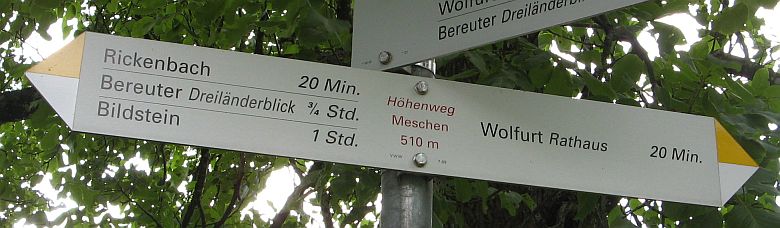 Wolfurt
Bereuter Dreiländerblick
Rickenbach 20 Min.
Bereuter Dreiländerblick ¾ Std.
Bildstein 1 Std.
Höhenweg
Meschen
510 m
Wolfurt Rathaus 20 Min.